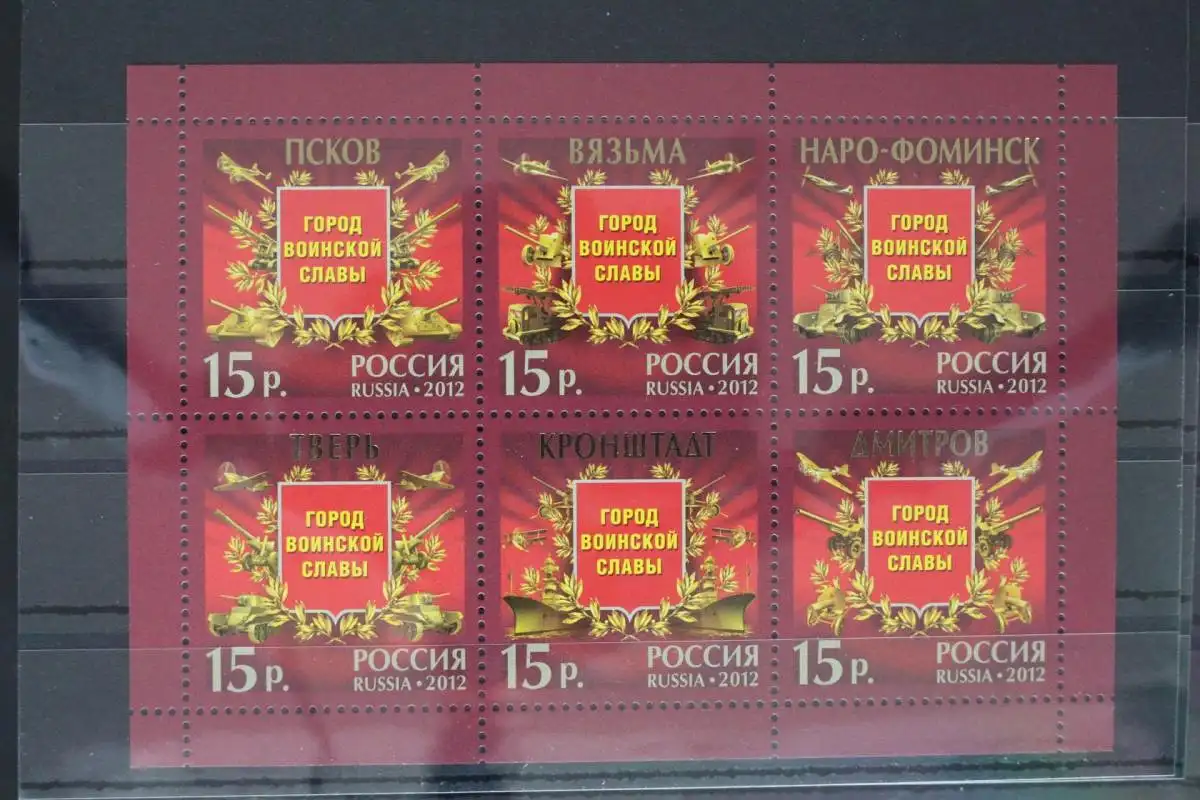 ПСКОВ
ГОРОД
ВОИНСКОЙ
СЛАВЫ
15 р.
РОССИЯ
RUSSIA • 2012
ВЯЗЬМА
ГОРОД
ВОИНСКОЙ
СЛАВЫ
15 р.
РОССИЯ
RUSSIA • 2012
НАРО-ФОМИНСК
ГОРОД
ВОИНСКОЙ
СЛАВЫ
15 р.
РОССИЯ
RUSSIA • 2012
ТВЕРЬ
ГОРОД
ВОИНСКОЙ
СЛАВЫ
15 р.
РОССИЯ
RUSSIA • 2012
КРОНШТАДТ
ГОРОД
ВОИНСКОЙ
СЛАВЫ
15 р.
РОССИЯ
RUSSIA • 2012
ДМИТРОВ
ГОРОД
ВОИНСКОЙ
СЛАВЫ
15 р.
РОССИЯ
RUSSIA • 2012